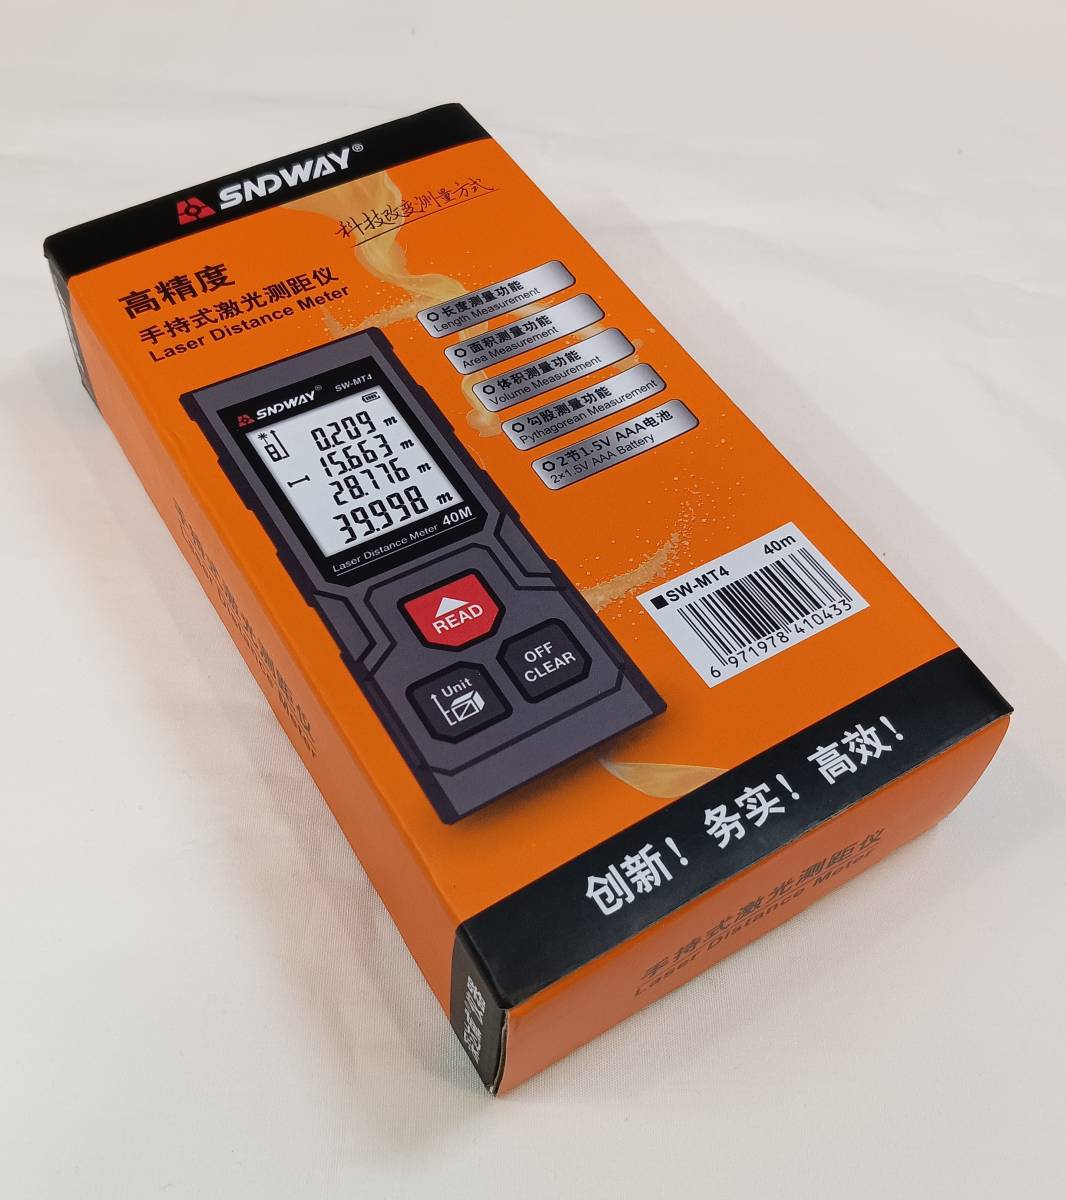 SNDWAY®
科技改变测量方式
高精度
手持式激光测距仪
Laser Distance Meter
长度测量功能
Length Measurement
面积测量功能
Area Measurement
体积测量功能
Volume Measurement
勾股测量功能
Pythagorean Measurement
2节1.5V AAA电池
2×1.5V AAA Battery
SNDWAY® SW-MT4
0.209 m
15.663 m
28.776 m
39.998 m
Laser Distance Meter 40M
READ
Unit
OFF
CLEAR
SW-MT4 40m
6 971978 410433
创新！务实！高效！
手持式激光测距仪
Laser Distance Meter